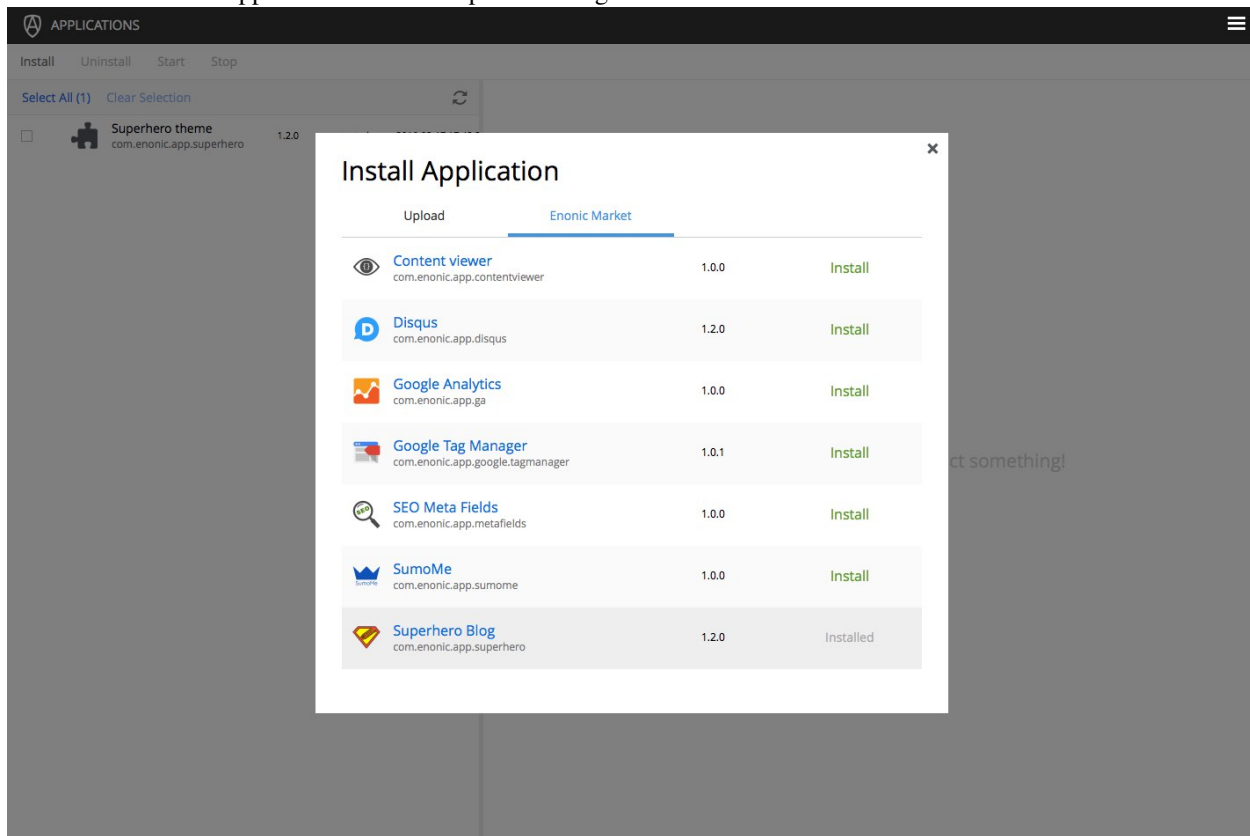 APPLICATIONS
Install Uninstall Start Stop
Select All (1) Clear Selection
Superhero theme 1.2.0
com.enonic.app.superhero
Install Application
Upload Enonic Market
Content viewer 1.0.0 Install
com.enonic.app.contentviewer
Disqus 1.2.0 Install
com.enonic.app.disqus
Google Analytics 1.0.0 Install
com.enonic.app.ga
Google Tag Manager 1.0.1 Install
com.enonic.app.google.tagmanager
ct something!
SEO SEO Meta Fields 1.0.0 Install
com.enonic.app.metafields
SumoMe 1.0.0 Install
SumoMe com.enonic.app.sumome
Superhero Blog 1.2.0 Installed
com.enonic.app.superhero